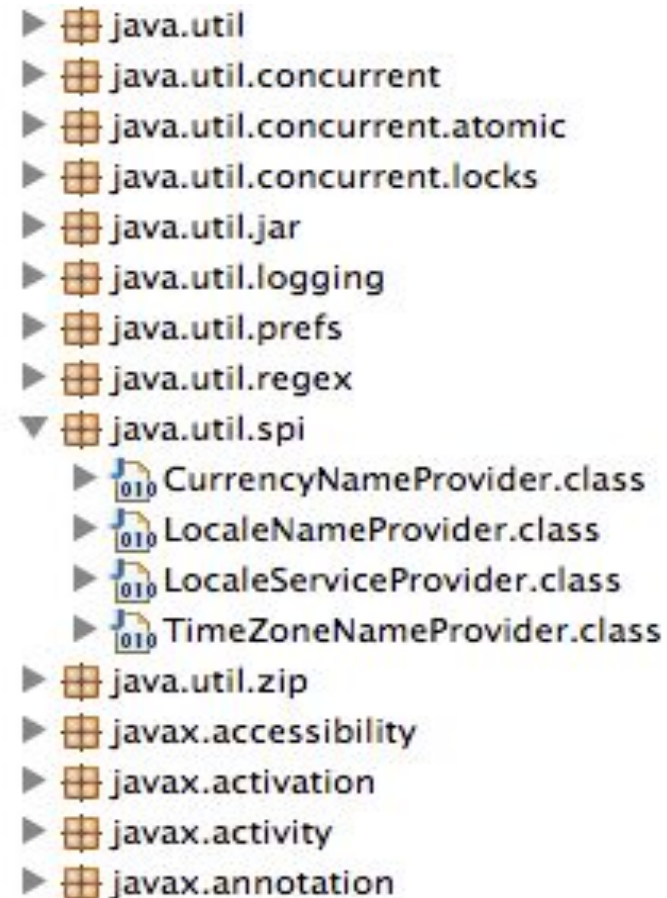 java.util
java.util.concurrent
java.util.concurrent.atomic
java.util.concurrent.locks
java.util.jar
java.util.logging
java.util.prefs
java.util.regex
java.util.spi
CurrencyNameProvider.class
LocaleNameProvider.class
LocaleServiceProvider.class
TimeZoneNameProvider.class
java.util.zip
javax.accessibility
javax.activation
javax.activity
javax.annotation